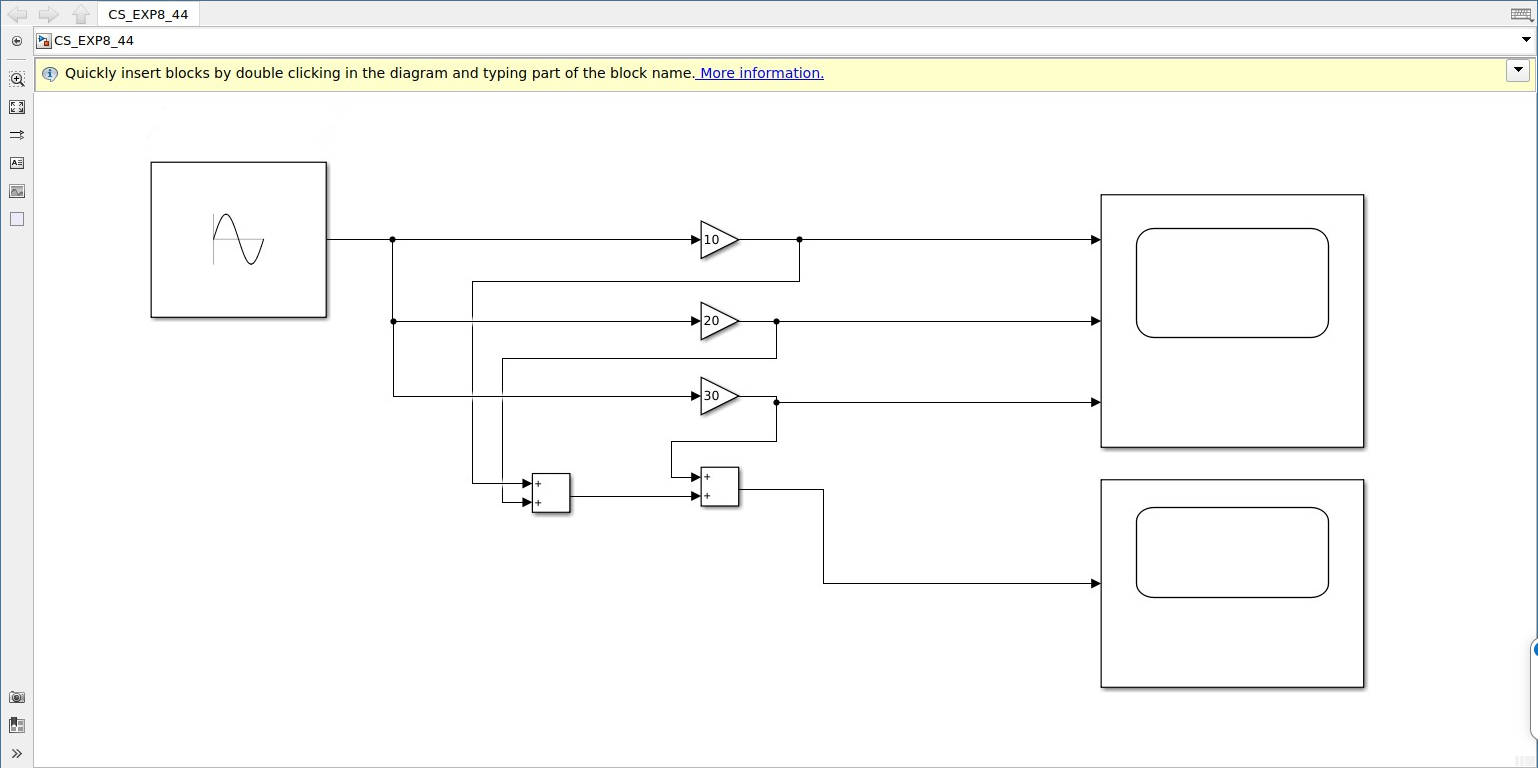 CS_EXP8_44
CS_EXP8_44
Quickly insert blocks by double clicking in the diagram and typing part of the block name. More information.
10
20
30
+
+
+
+